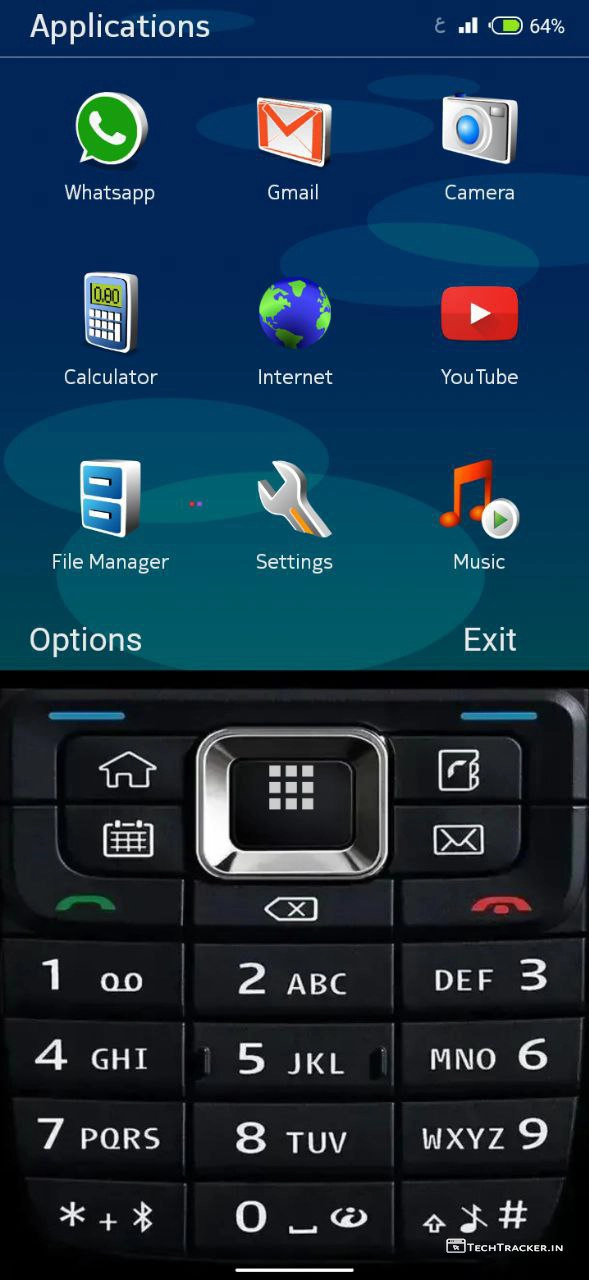 Applications ع 64%
Whatsapp Gmail Camera
0.80
Calculator Internet YouTube
File Manager Settings Music
Options Exit
1 2 ABC DEF 3
4 GHI 5 JKL MNO 6
7 PQRS 8 TUV WXYZ 9
* + 0 #
TECHTRACKER.IN